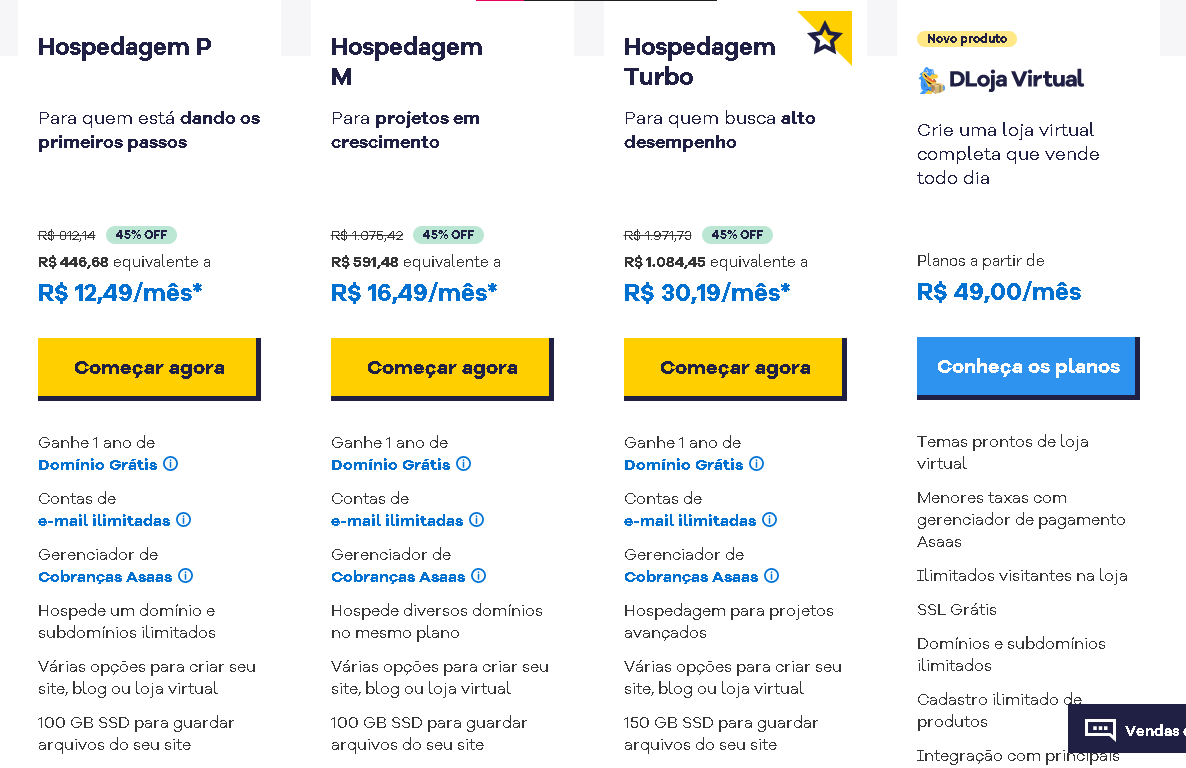 Hospedagem P
Para quem está dando os
primeiros passos
R$ 812,14 45% OFF
R$ 446,68 equivalente a
R$ 12,49/mês*
Começar agora
Ganhe 1 ano de
Domínio Grátis
Contas de
e-mail ilimitadas
Gerenciador de
Cobranças Asaas
Hospede um domínio e
subdomínios ilimitados
Várias opções para criar seu
site, blog ou loja virtual
100 GB SSD para guardar
arquivos do seu site
Hospedagem
M
Para projetos em
crescimento
R$ 1.075,42 45% OFF
R$ 591,48 equivalente a
R$ 16,49/mês*
Começar agora
Ganhe 1 ano de
Domínio Grátis
Contas de
e-mail ilimitadas
Gerenciador de
Cobranças Asaas
Hospede diversos domínios
no mesmo plano
Várias opções para criar seu
site, blog ou loja virtual
100 GB SSD para guardar
arquivos do seu site
Hospedagem
Turbo
Para quem busca alto
desempenho
R$ 1.971,73 45% OFF
R$ 1.084,45 equivalente a
R$ 30,19/mês*
Começar agora
Ganhe 1 ano de
Domínio Grátis
Contas de
e-mail ilimitadas
Gerenciador de
Cobranças Asaas
Hospedagem para projetos
avançados
Várias opções para criar seu
site, blog ou loja virtual
150 GB SSD para guardar
arquivos do seu site
Novo produto
DLoja Virtual
Crie uma loja virtual
completa que vende
todo dia
Planos a partir de
R$ 49,00/mês
Conheça os planos
Temas prontos de loja
virtual
Menores taxas com
gerenciador de pagamento
Asaas
Ilimitados visitantes na loja
SSL Grátis
Domínios e subdomínios
ilimitados
Cadastro ilimitado de
produtos
Integração com principais
Vendas